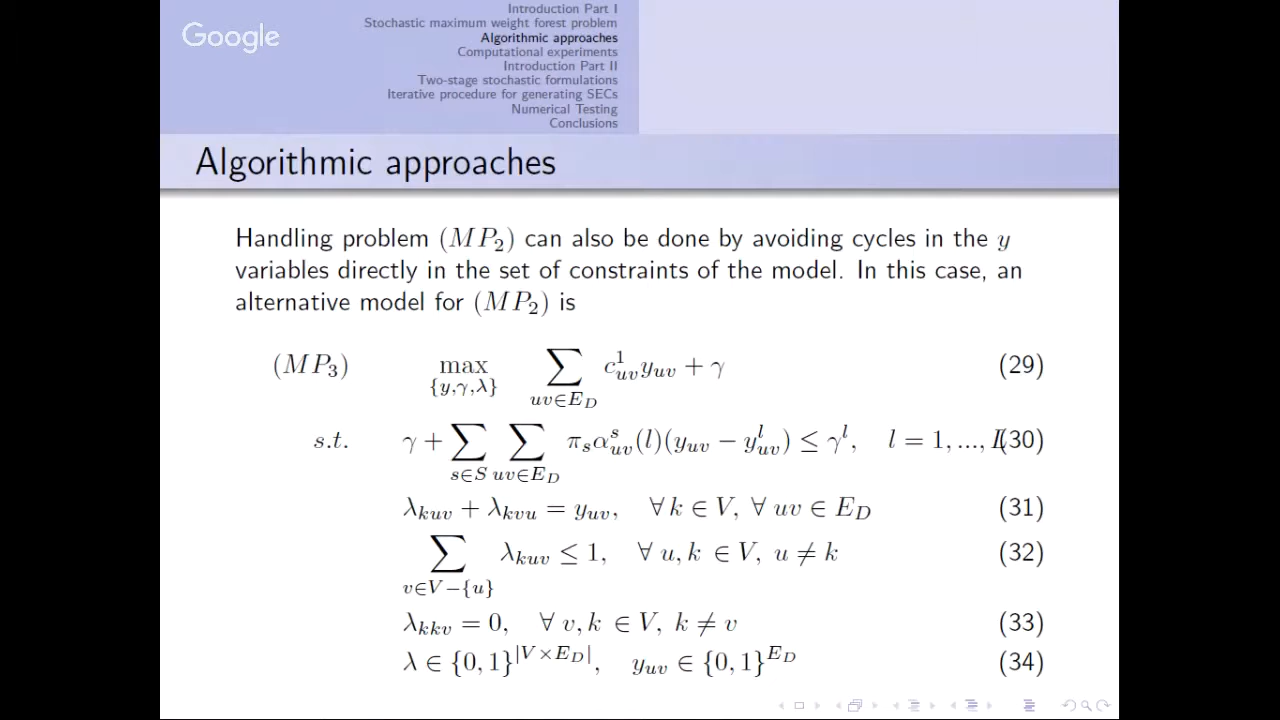 Google
Introduction Part I
Stochastic maximum weight forest problem
Algorithmic approaches
Computational experiments
Introduction Part II
Two-stage stochastic formulations
Iterative procedure for generating SECs
Numerical Testing
Conclusions
Algorithmic approaches
Handling problem (MP₂) can also be done by avoiding cycles in the y
variables directly in the set of constraints of the model. In this case, an
alternative model for (MP₂) is
(MP₃) max_{y,γ,λ} ∑_{uv∈E_D} c¹_{uv} y_{uv} + γ (29)
s.t. γ + ∑_{s∈S} ∑_{uv∈E_D} π_s α^s_{uv}(l)(y_{uv} − y^l_{uv}) ≤ γ^l, l = 1, ..., L (30)
λ_{kuv} + λ_{kvu} = y_{uv}, ∀ k ∈ V, ∀ uv ∈ E_D (31)
∑_{v∈V−{u}} λ_{kuv} ≤ 1, ∀ u, k ∈ V, u ≠ k (32)
λ_{kkv} = 0, ∀ v, k ∈ V, k ≠ v (33)
λ ∈ {0, 1}^{|V×E_D|}, y_{uv} ∈ {0, 1}^{E_D} (34)